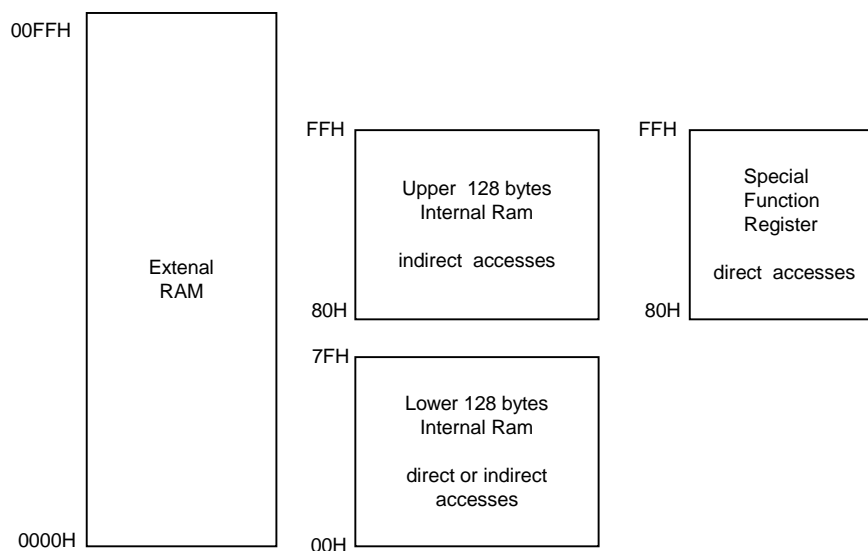 00FFH
Extenal
RAM
0000H
FFH
Upper 128 bytes
Internal Ram
indirect accesses
80H
7FH
Lower 128 bytes
Internal Ram
direct or indirect
accesses
00H
FFH
Special
Function
Register
direct accesses
80H